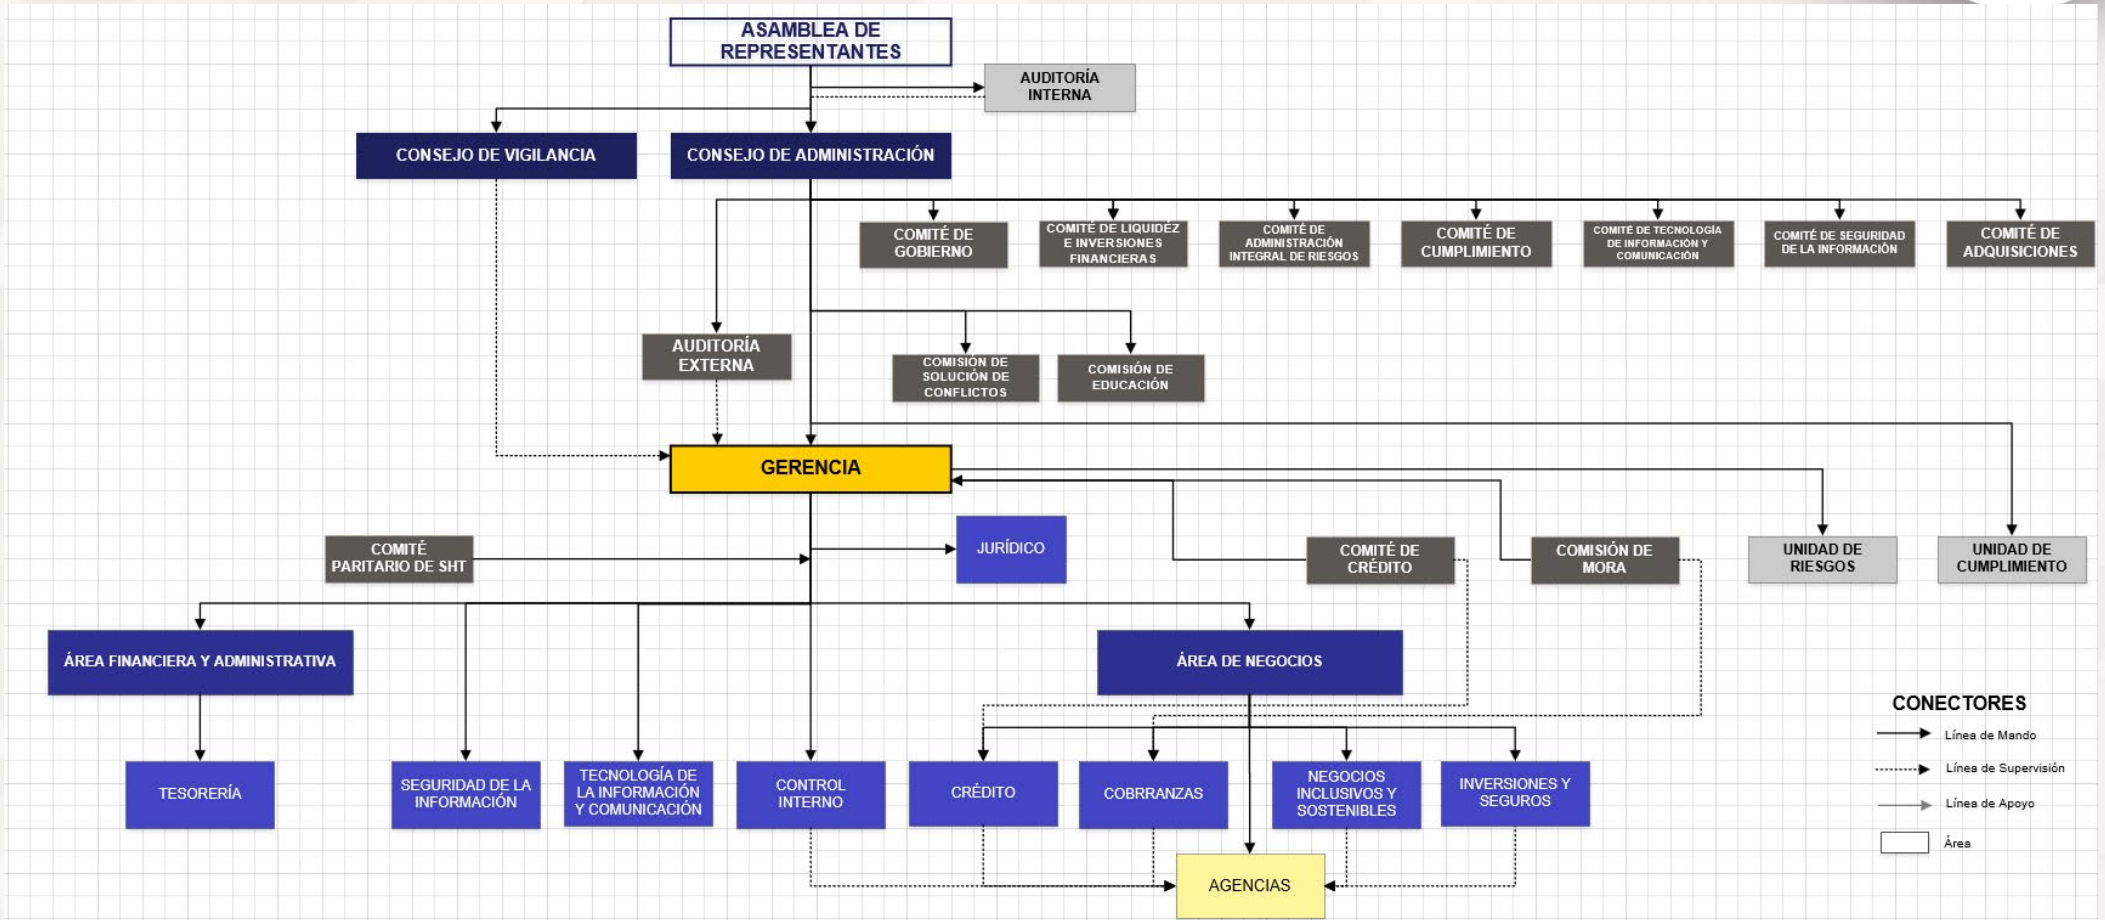 ASAMBLEA DE
REPRESENTANTES
AUDITORÍA
INTERNA
CONSEJO DE VIGILANCIA
CONSEJO DE ADMINISTRACIÓN
COMITÉ DE
GOBIERNO
COMITÉ DE LIQUIDÉZ
E INVERSIONES
FINANCIERAS
COMITÉ DE
ADMINISTRACIÓN
INTEGRAL DE RIESGOS
COMITÉ DE
CUMPLIMIENTO
COMITÉ DE TECNOLOGÍA
DE INFORMACIÓN Y
COMUNICACIÓN
COMITÉ DE SEGURIDAD
DE LA INFORMACIÓN
COMITÉ DE
ADQUISICIONES
AUDITORÍA
EXTERNA
COMISIÓN DE
SOLUCIÓN DE
CONFLICTOS
COMISIÓN DE
EDUCACIÓN
GERENCIA
COMITÉ
PARITARIO DE SHT
JURÍDICO
COMITÉ DE
CRÉDITO
COMISIÓN DE
MORA
UNIDAD DE
RIESGOS
UNIDAD DE
CUMPLIMIENTO
ÁREA FINANCIERA Y ADMINISTRATIVA
ÁREA DE NEGOCIOS
TESORERÍA
SEGURIDAD DE LA
INFORMACIÓN
TECNOLOGÍA DE
LA INFORMACIÓN
Y COMUNICACIÓN
CONTROL
INTERNO
CRÉDITO
COBRRANZAS
NEGOCIOS
INCLUSIVOS Y
SOSTENIBLES
INVERSIONES Y
SEGUROS
AGENCIAS
CONECTORES
Línea de Mando
Línea de Supervisión
Línea de Apoyo
Área